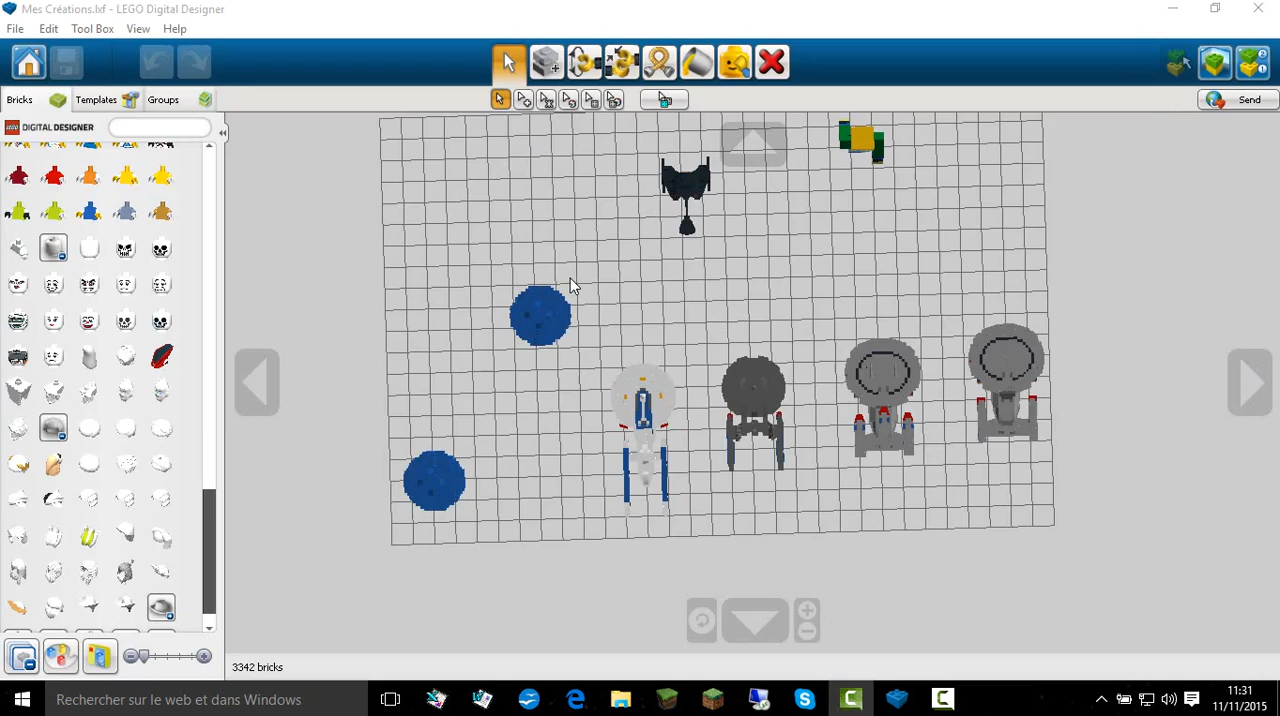 Mes Créations.lxf - LEGO Digital Designer
File Edit Tool Box View Help
Bricks Templates Groups Send
LEGO DIGITAL DESIGNER
3342 bricks
Rechercher sur le web et dans Windows
11:31
11/11/2015